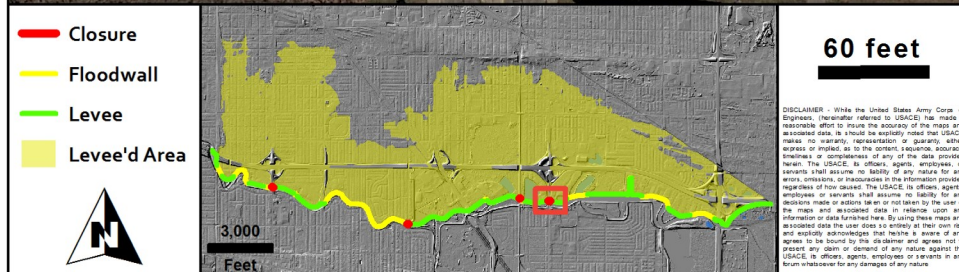 Closure
Floodwall
Levee
Levee'd Area
N
3,000
Feet
60 feet
DISCLAIMER - While the United States Army Corps
Engineers, (hereinafter referred to USACE) has made
reasonable effort to insure the accuracy of the maps an
associated data, its should be explicitly noted that USAC
makes no warranty, representation or guaranty, eithe
express or implied, as to the content, sequence, accurac
timeliness or completeness of any of the data provide
herein. The USACE, its officers, agents, employees,
servants shall assume no liability of any nature for an
errors, omissions, or inaccuracies in the information provide
regardless of how caused. The USACE, its officers, agent
employees or servants shall assume no liability for an
decisions made or actions taken or not taken by the user
the maps and associated data in reliance upon an
information or data furnished here. By using these maps an
associated data the user does so entirely at their own ris
and explicitly acknowledges that he/she is aware of an
agrees to be bound by this disclaimer and agrees not
present any claim or demand of any nature against th
USACE, its officers, agents, employees or servants in an
forum whatsoever for any damages of any nature